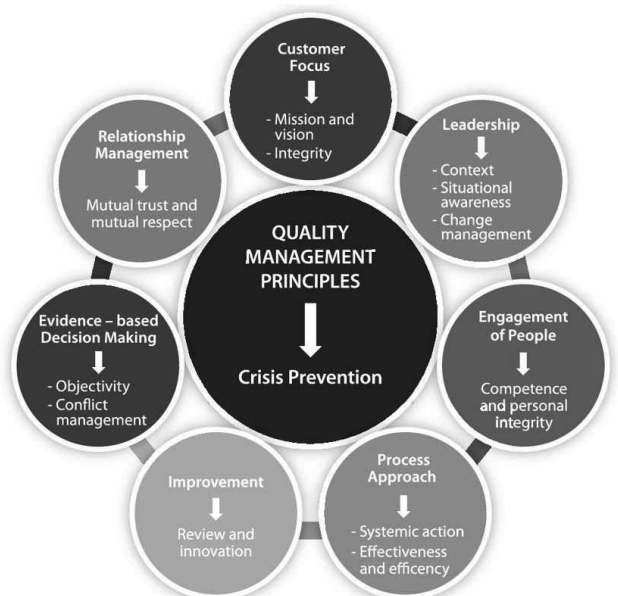 Customer
Focus
- Mission and
vision
- Integrity
Leadership
- Context
- Situational
awareness
- Change
management
Engagement
of People
Competence
and personal
integrity
Process
Approach
- Systemic action
- Effectiveness
and efficency
Improvement
Review and
innovation
Evidence – based
Decision Making
- Objectivity
- Conflict
management
Relationship
Management
Mutual trust and
mutual respect
QUALITY
MANAGEMENT
PRINCIPLES
Crisis Prevention